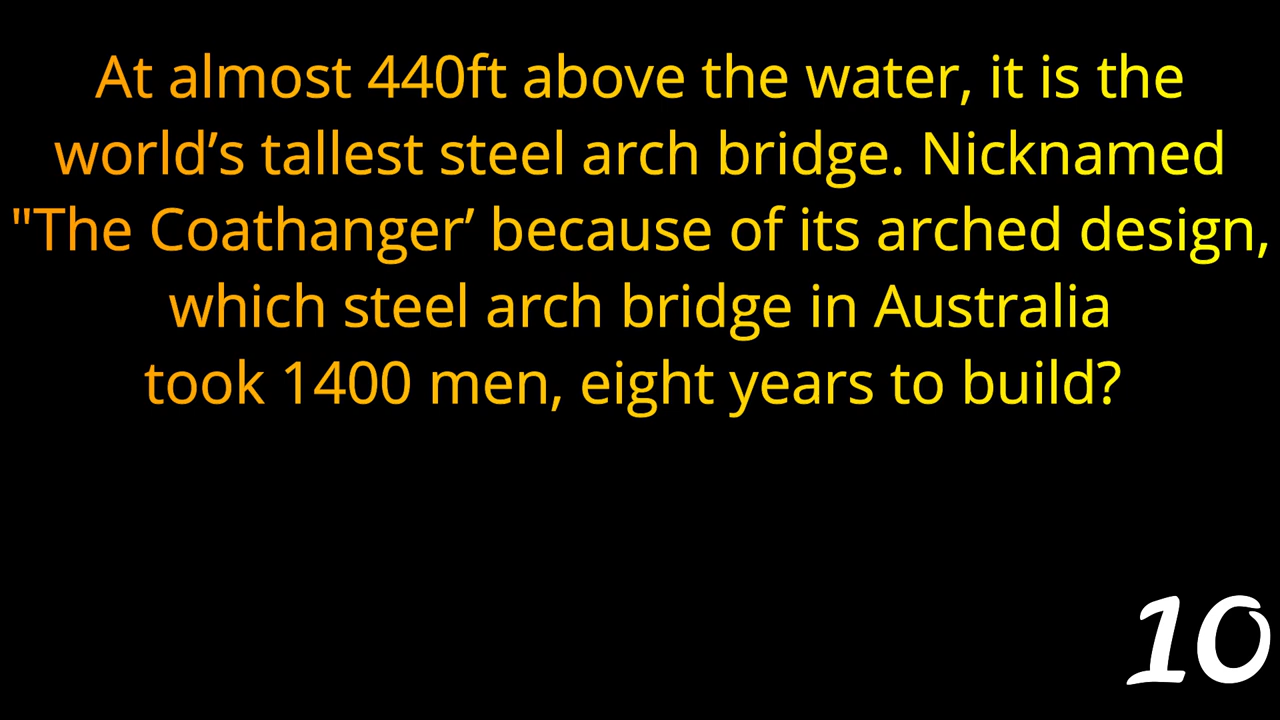 At almost 440ft above the water, it is the
world’s tallest steel arch bridge. Nicknamed
"The Coathanger’ because of its arched design,
which steel arch bridge in Australia
took 1400 men, eight years to build?
10